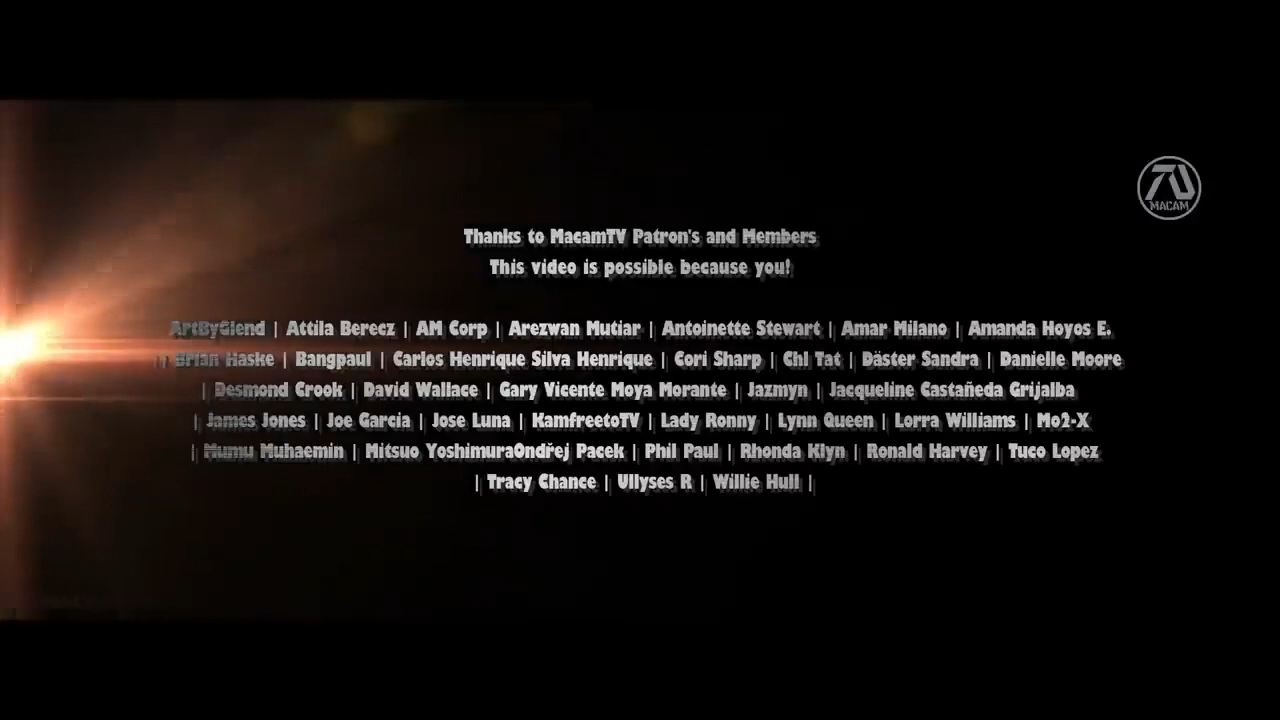 MACAM
Thanks to MacamTV Patron's and Members
This video is possible because you!
ArtByGlend | Attila Berecz | AM Corp | Arezwan Mutiar | Antoinette Stewart | Amar Milano | Amanda Hoyos E.
| Brian Haske | Bangpaul | Carlos Henrique Silva Henrique | Cori Sharp | Chl Tat | Däster Sandra | Danielle Moore
| Desmond Crook | David Wallace | Gary Vicente Moya Morante | Jazmyn | Jacqueline Castañeda Grijalba
| James Jones | Joe Garcia | Jose Luna | KamfreetoTV | Lady Ronny | Lynn Queen | Lorra Williams | Mo2-X
| Mumu Muhaemin | Mitsuo YoshimuraOndřej Pacek | Phil Paul | Rhonda Klyn | Ronald Harvey | Tuco Lopez
| Tracy Chance | Ullyses R | Willie Hull |